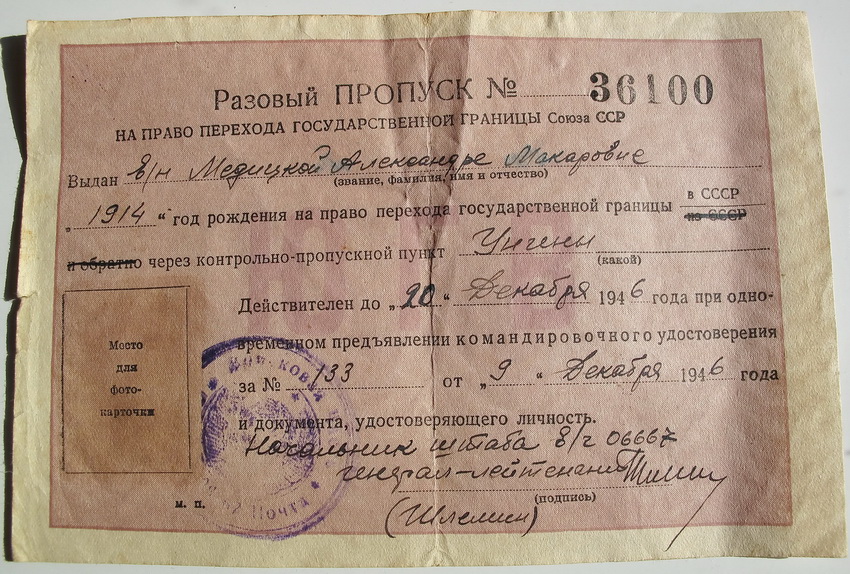 Разовый ПРОПУСК № 36100
НА ПРАВО ПЕРЕХОДА ГОСУДАРСТВЕННОЙ ГРАНИЦЫ Союза ССР
Выдан в/н Медицкой Александре Макаровне
(звание, фамилия, имя и отчество)
„1914“ год рождения на право перехода государственной границы в СССР
из СССР
и обратно через контрольно-пропускной пункт Унгены
(какой)
Действителен до „20“ Декабря 1946 года при одно-
временном предъявлении командировочного удостоверения
за № 133 от „9“ Декабря 1946 года
и документа, удостоверяющего личность.
Начальник штаба в/ч 06667
генерал-лейтенант
(подпись)
(Шлемин)
Место
для
фото-
карточки
м. п.
Почта